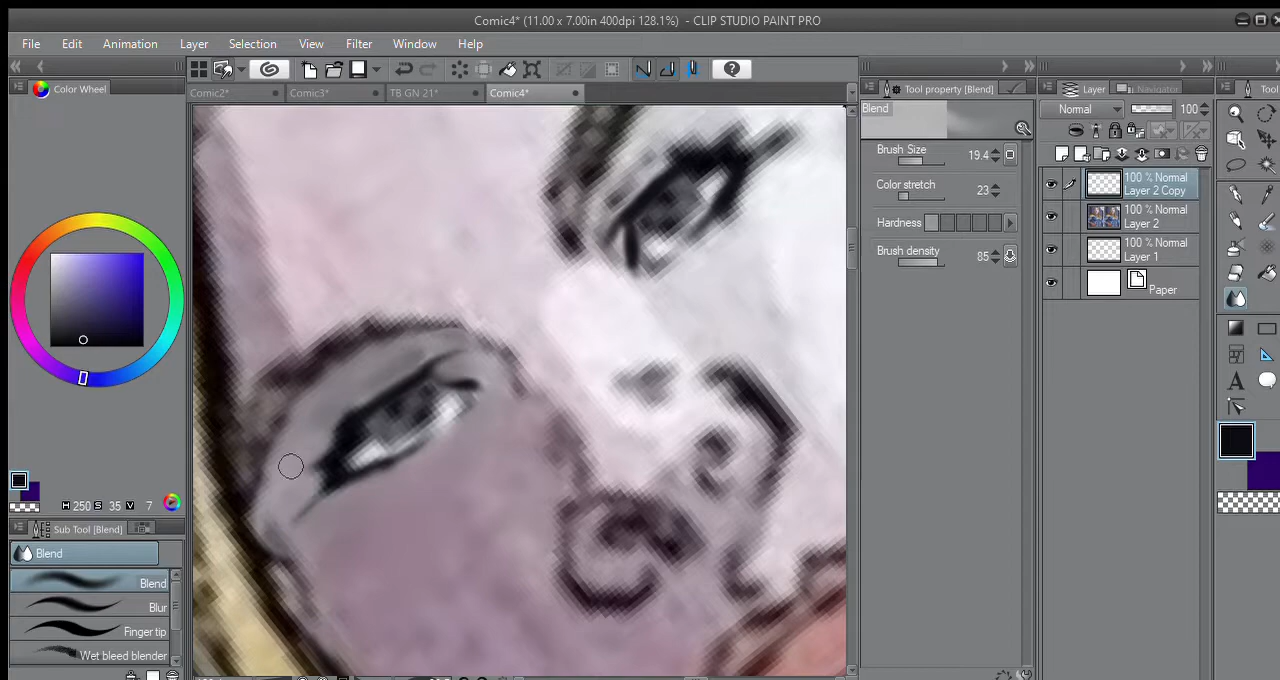 Comic4* (11.00 x 7.00in 400dpi 128.1%) - CLIP STUDIO PAINT PRO
File Edit Animation Layer Selection View Filter Window Help
Color Wheel
Comic2* Comic3* TB GN 21* Comic4*
Tool property [Blend]
Layer Navigator
Tool
Blend
Normal 100
Brush Size 19.4
Color stretch 23
Hardness
Brush density 85
100 % Normal
Layer 2 Copy
100 % Normal
Layer 2
100 % Normal
Layer 1
Paper
A
H 250 S 35 V 7
Sub Tool [Blend]
Blend
Blend
Blur
Finger tip
Wet bleed blender